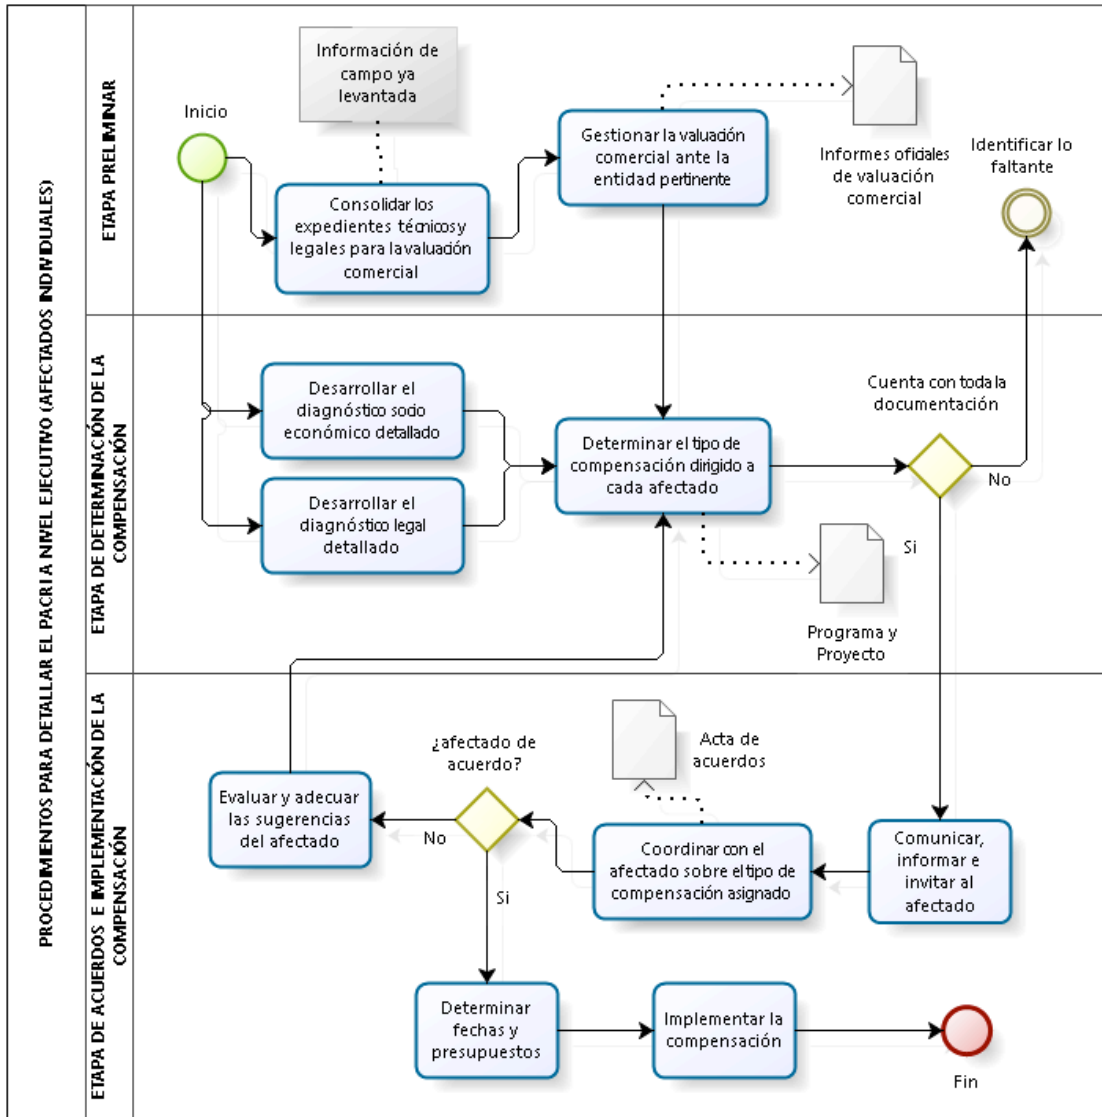 PROCEDIMIENTOS PARA DETALLAR EL PACRI A NIVEL EJECUTIVO (AFECTADOS INDIVIDUALES)
ETAPA PRELIMINAR
Inicio
Información de
campo ya
levantada
Consolidar los
expedientes técnicos y
legales para la valuación
comercial
Gestionar la valuación
comercial ante la
entidad pertinente
Informes oficiales
de valuación
comercial
Identificar lo
faltante
ETAPA DE DETERMINACIÓN DE LA
COMPENSACIÓN
Desarrollar el
diagnóstico socio
económico detallado
Desarrollar el
diagnóstico legal
detallado
Determinar el tipo de
compensación dirigido a
cada afectado
Cuenta con toda la
documentación
No
Si
Programa y
Proyecto
ETAPA DE ACUERDOS E IMPLEMENTACIÓN DE LA
COMPENSACIÓN
Evaluar y adecuar
las sugerencias
del afectado
¿afectado de
acuerdo?
No
Si
Acta de
acuerdos
Coordinar con el
afectado sobre el tipo de
compensación asignado
Comunicar,
informar e
invitar al
afectado
Determinar
fechas y
presupuestos
Implementar la
compensación
Fin